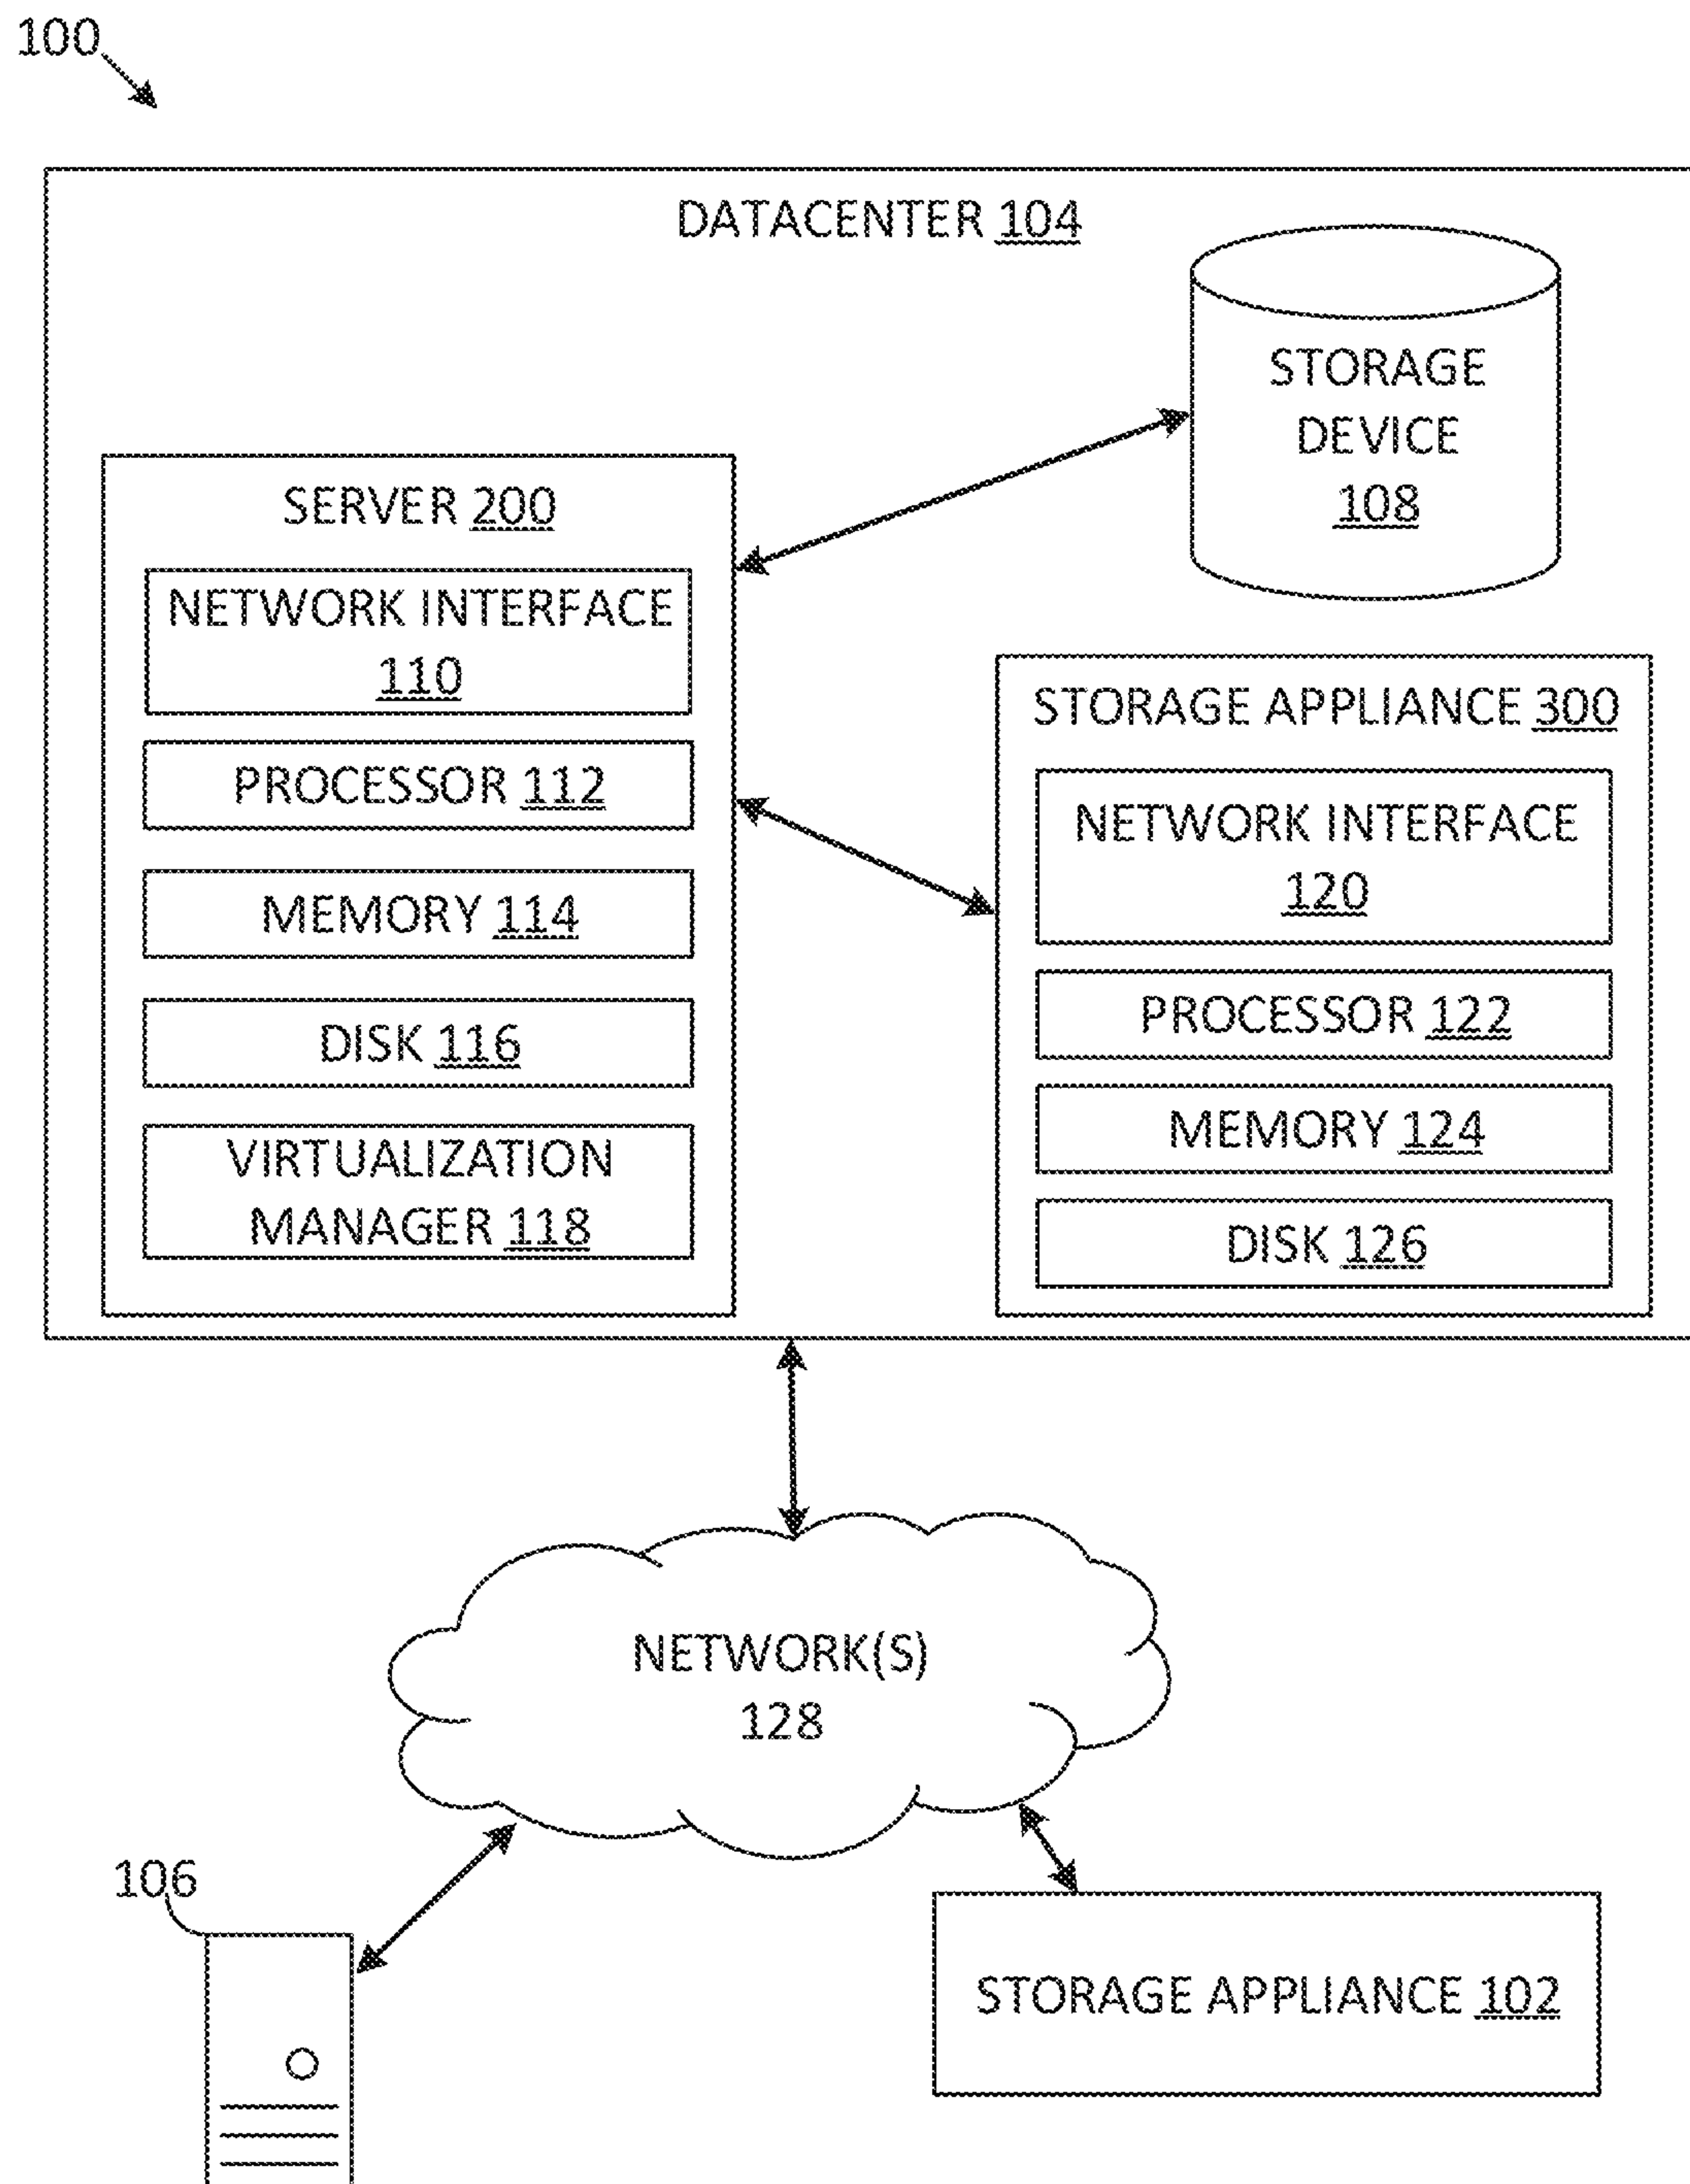 100
DATACENTER 104
STORAGE
DEVICE
108
SERVER 200
NETWORK INTERFACE
110
PROCESSOR 112
MEMORY 114
DISK 116
VIRTUALIZATION
MANAGER 118
STORAGE APPLIANCE 300
NETWORK INTERFACE
120
PROCESSOR 122
MEMORY 124
DISK 126
NETWORK(S)
128
106
STORAGE APPLIANCE 102